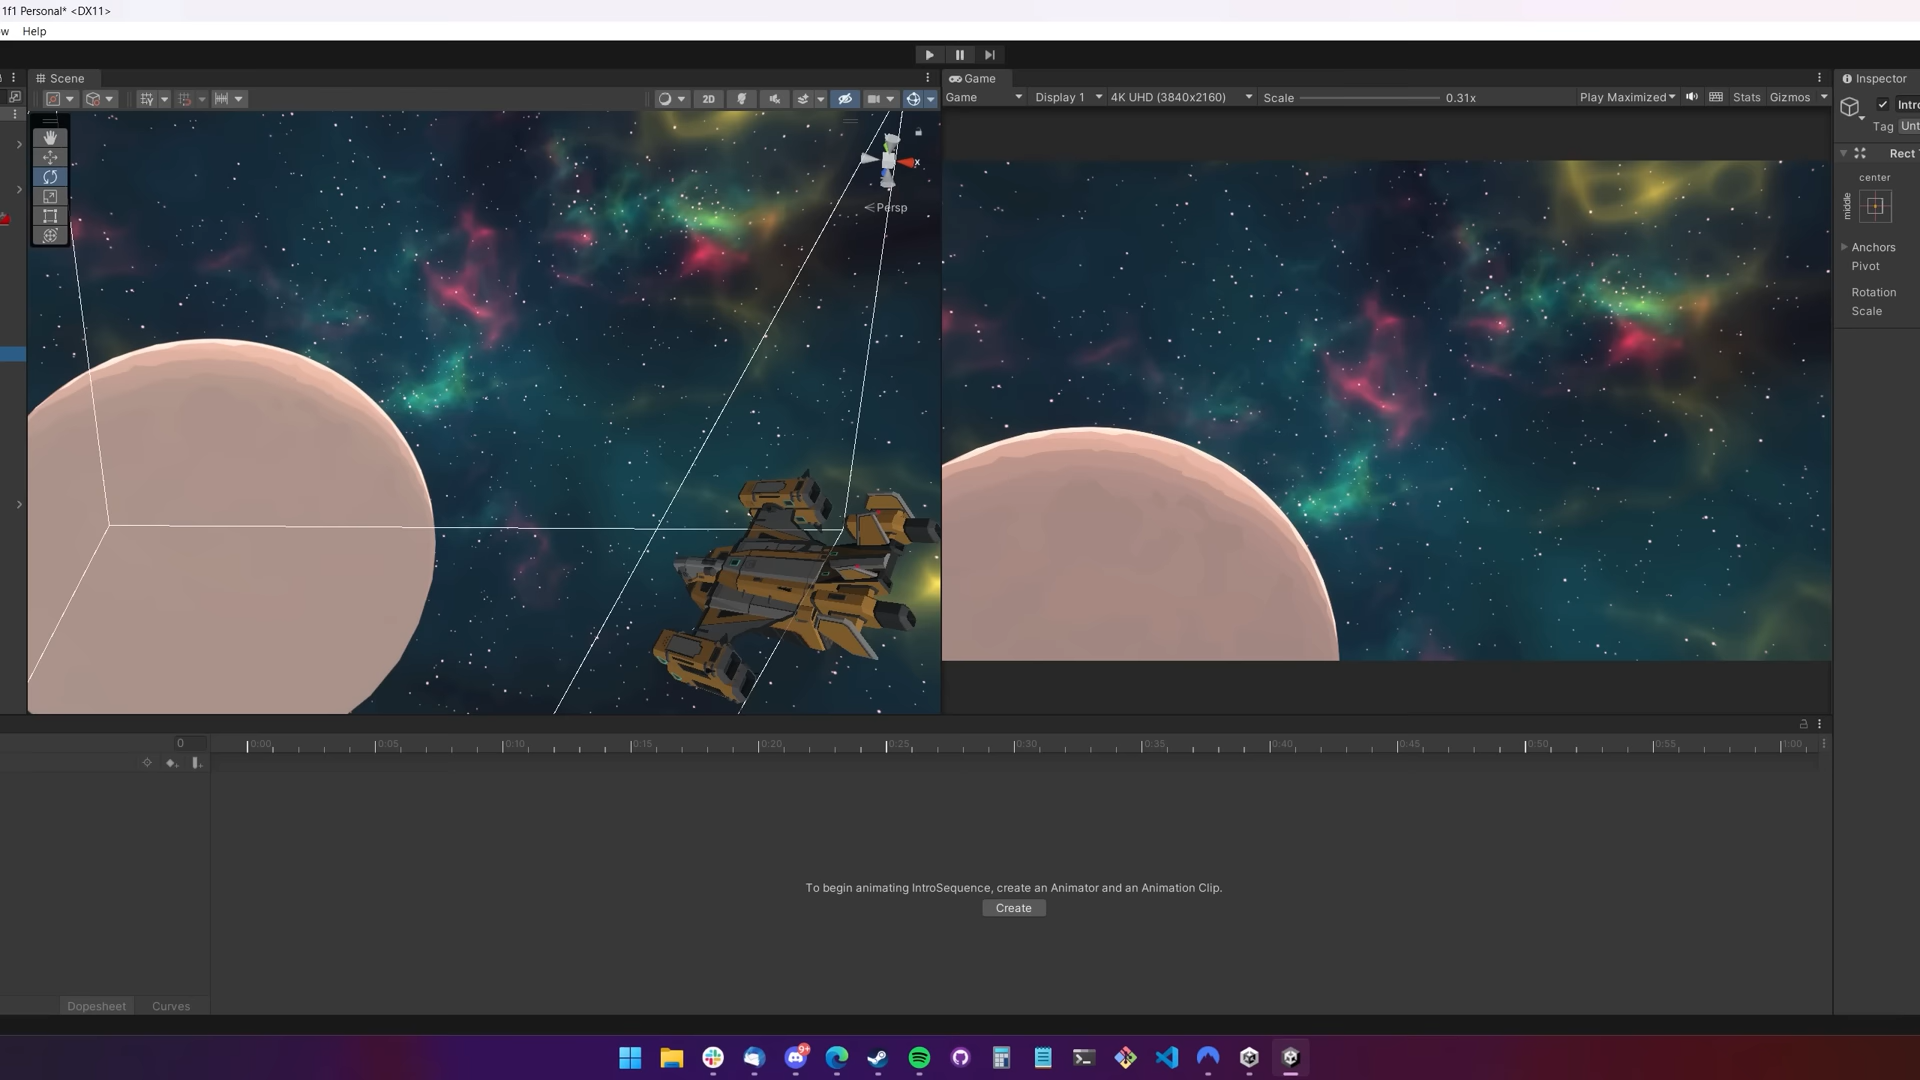 1f1 Personal* <DX11>
w Help
Scene
Game
Inspector
2D
Game Display 1 4K UHD (3840x2160) Scale 0.31x Play Maximized Stats Gizmos
Intro
Tag Unt
x
Persp
Rect
center
middle
Anchors
Pivot
Rotation
Scale
0
0:00 0:05 0:10 0:15 0:20 0:25 0:30 0:35 0:40 0:45 0:50 0:55 1:00
To begin animating IntroSequence, create an Animator and an Animation Clip.
Create
Dopesheet Curves
9+